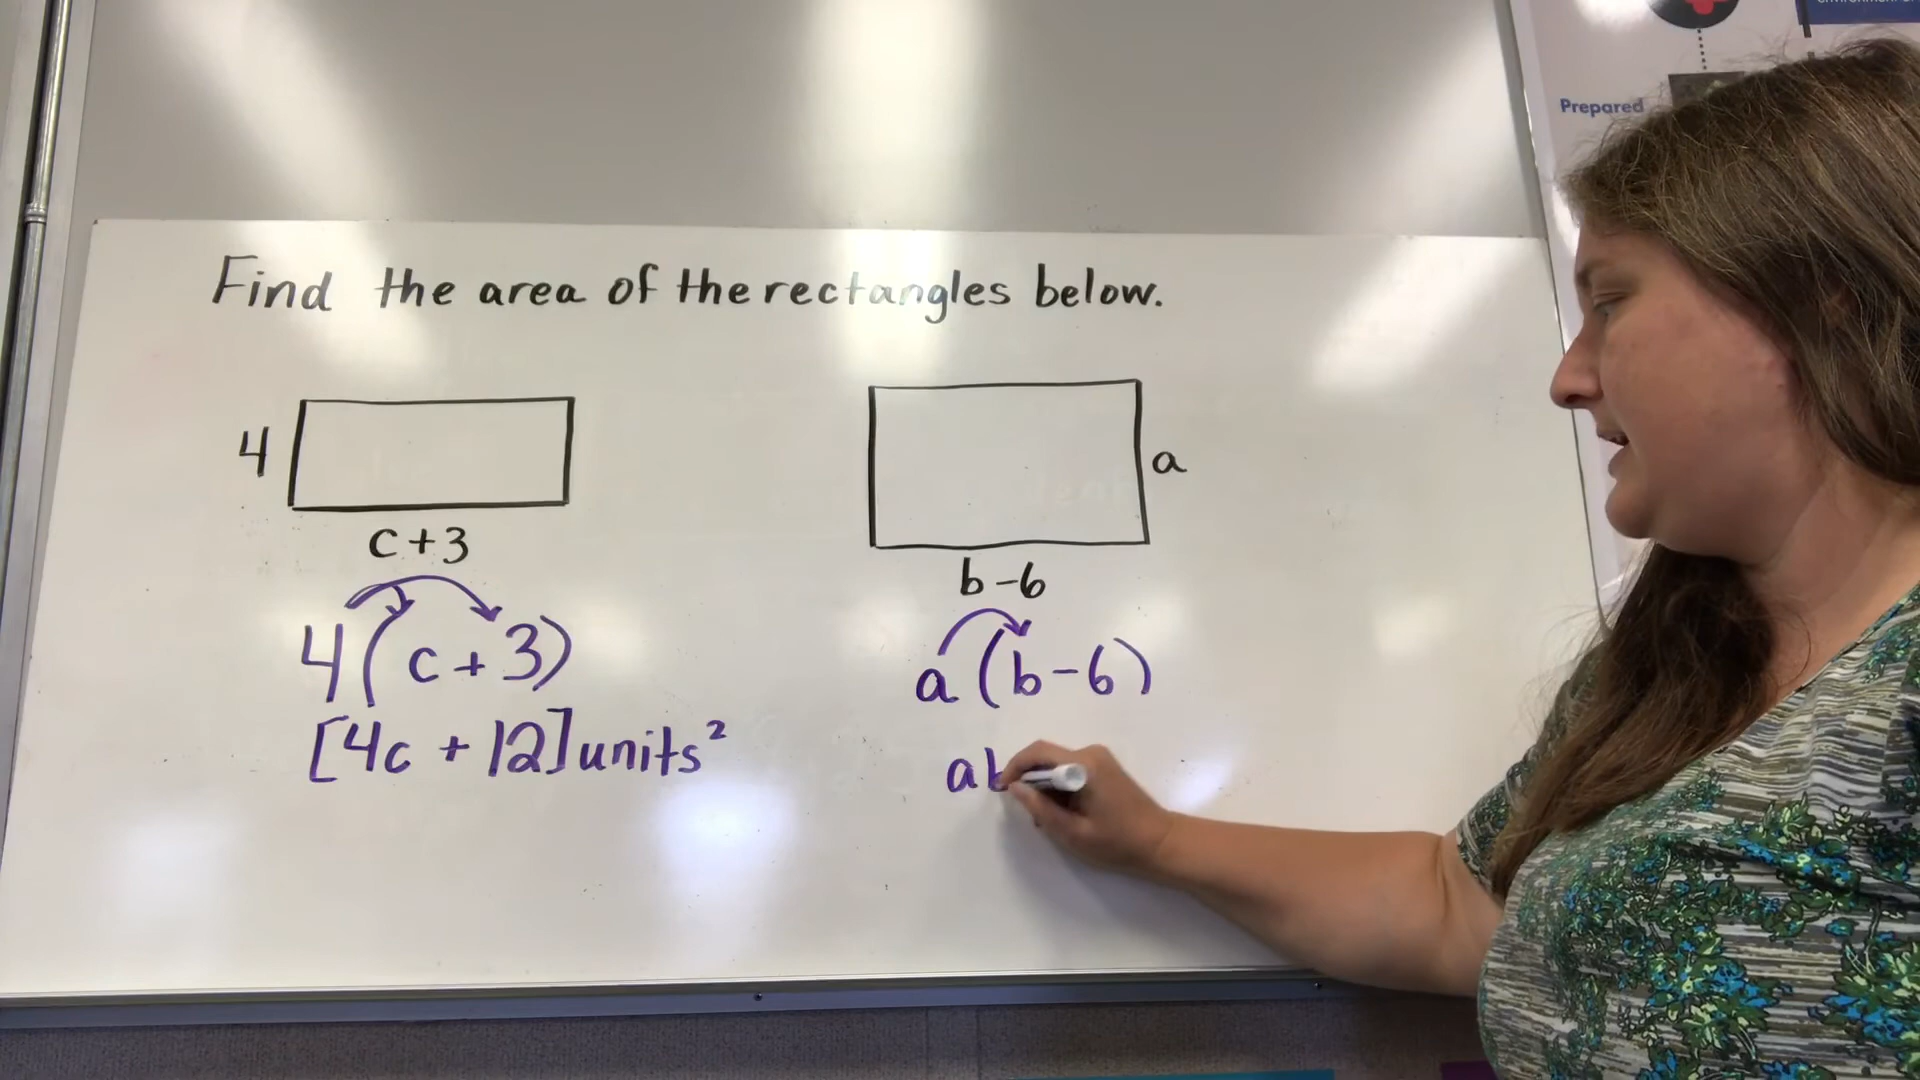 Prepared
Find the area of the rectangles below.
4
c+3
4(c+3)
[4c + 12] units²
a
b-6
a(b-6)
ab